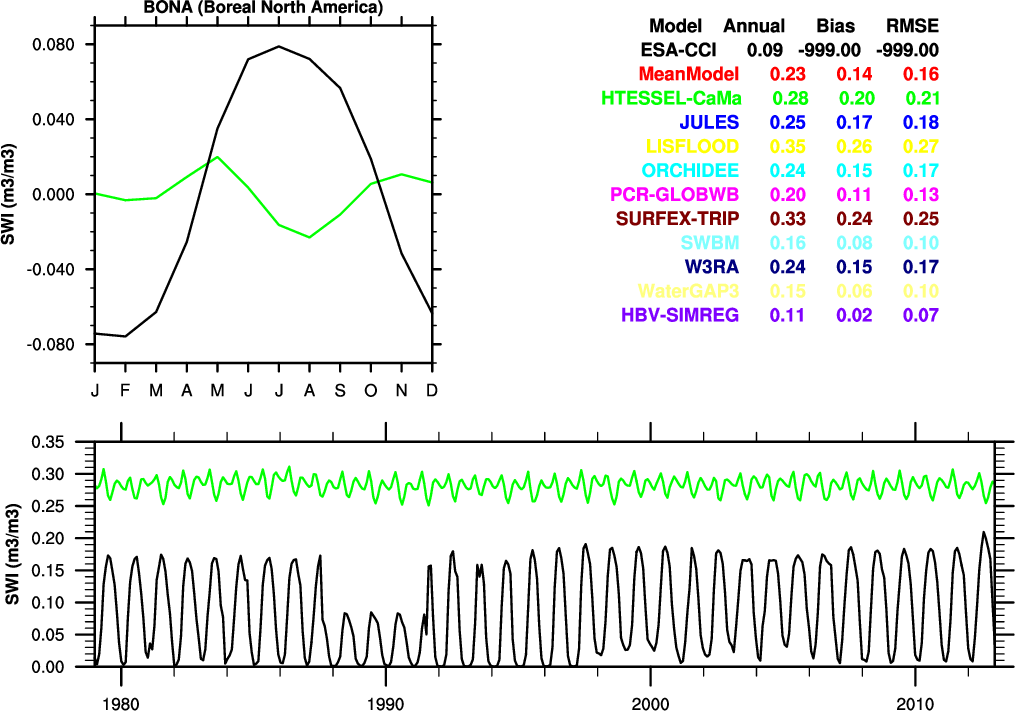 BONA (Boreal North America)
Model Annual Bias RMSE
ESA-CCI 0.09 -999.00 -999.00
MeanModel 0.23 0.14 0.16
HTESSEL-CaMa 0.28 0.20 0.21
JULES 0.25 0.17 0.18
LISFLOOD 0.35 0.26 0.27
ORCHIDEE 0.24 0.15 0.17
PCR-GLOBWB 0.20 0.11 0.13
SURFEX-TRIP 0.33 0.24 0.25
SWBM 0.16 0.08 0.10
W3RA 0.24 0.15 0.17
WaterGAP3 0.15 0.06 0.10
HBV-SIMREG 0.11 0.02 0.07
SWI (m3/m3)
0.080
0.040
0.000
-0.040
-0.080
J F M A M J J A S O N D
SWI (m3/m3)
0.35
0.30
0.25
0.20
0.15
0.10
0.05
0.00
1980 1990 2000 2010